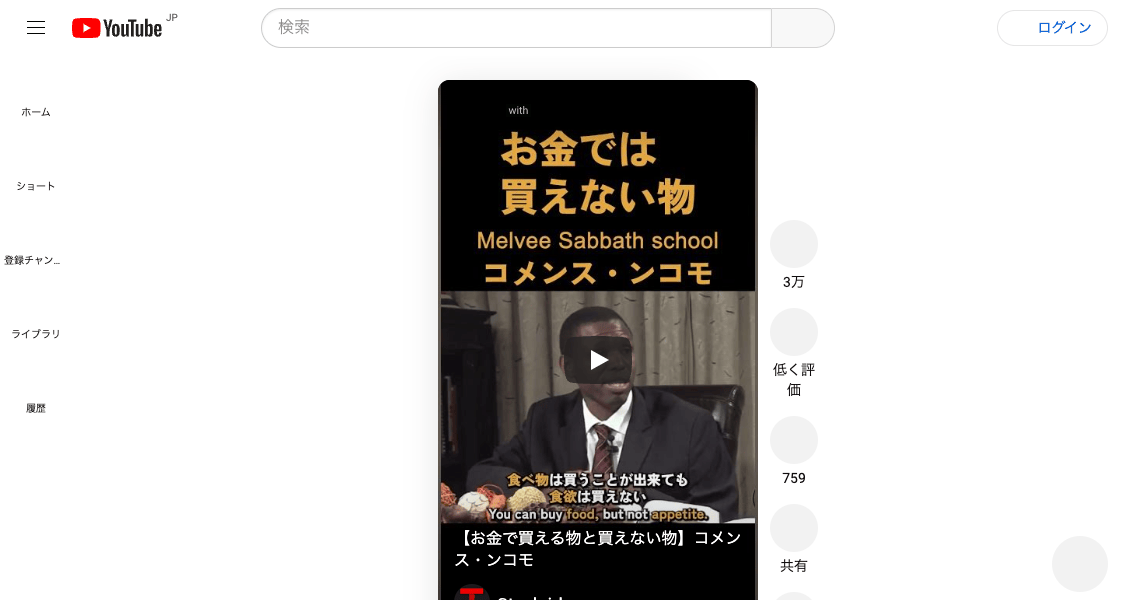 YouTube JP
検索
ログイン
ホーム
ショート
登録チャン...
ライブラリ
履歴
with
お金では
買えない物
Melvee Sabbath school
コメンス・ンコモ
食べ物は買うことが出来ても
食欲は買えない
You can buy food, but not appetite.
【お金で買える物と買えない物】コメン
ス・ンコモ
3万
低く評
価
759
共有